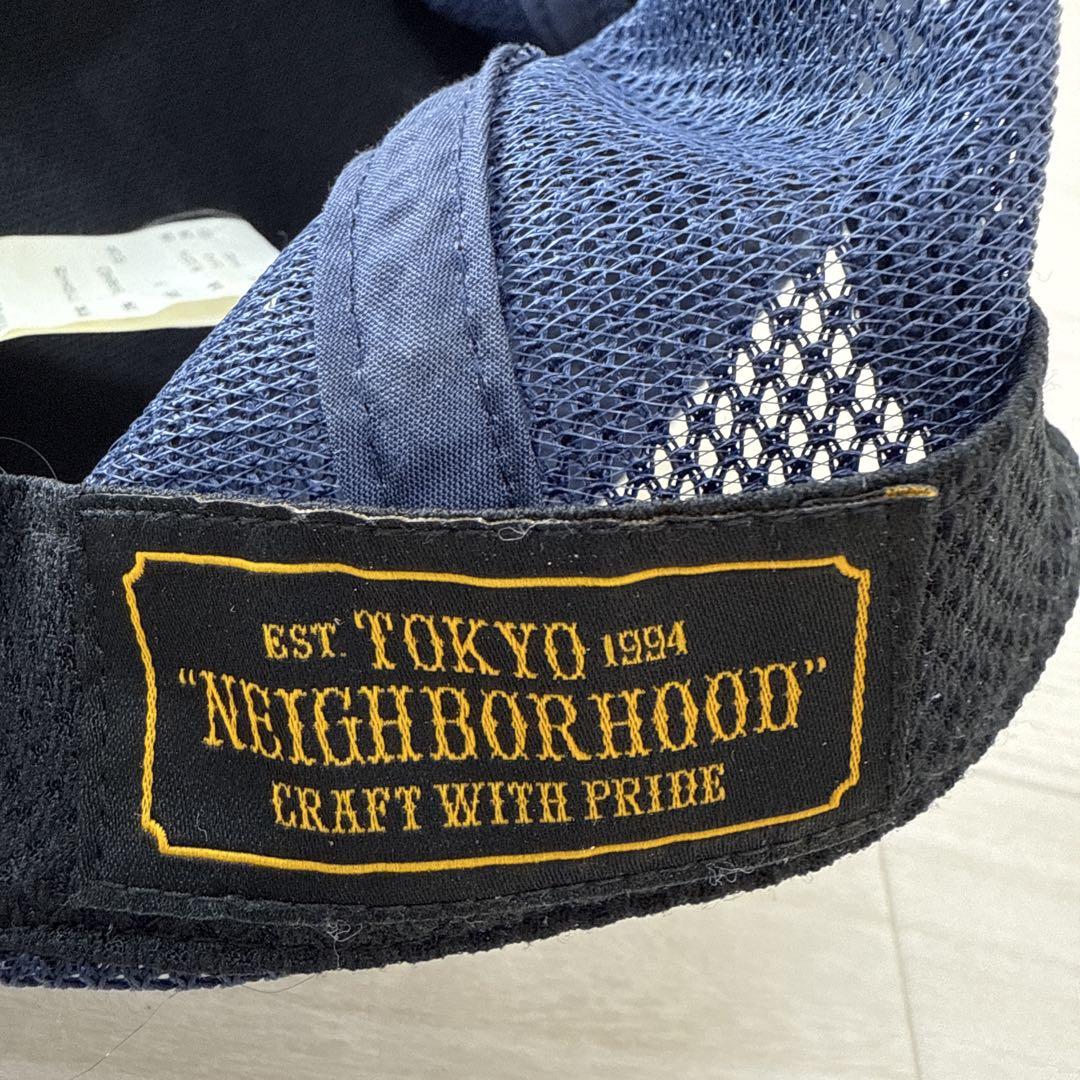 EST. TOKYO 1994
“NEIGHBORHOOD”
CRAFT WITH PRIDE